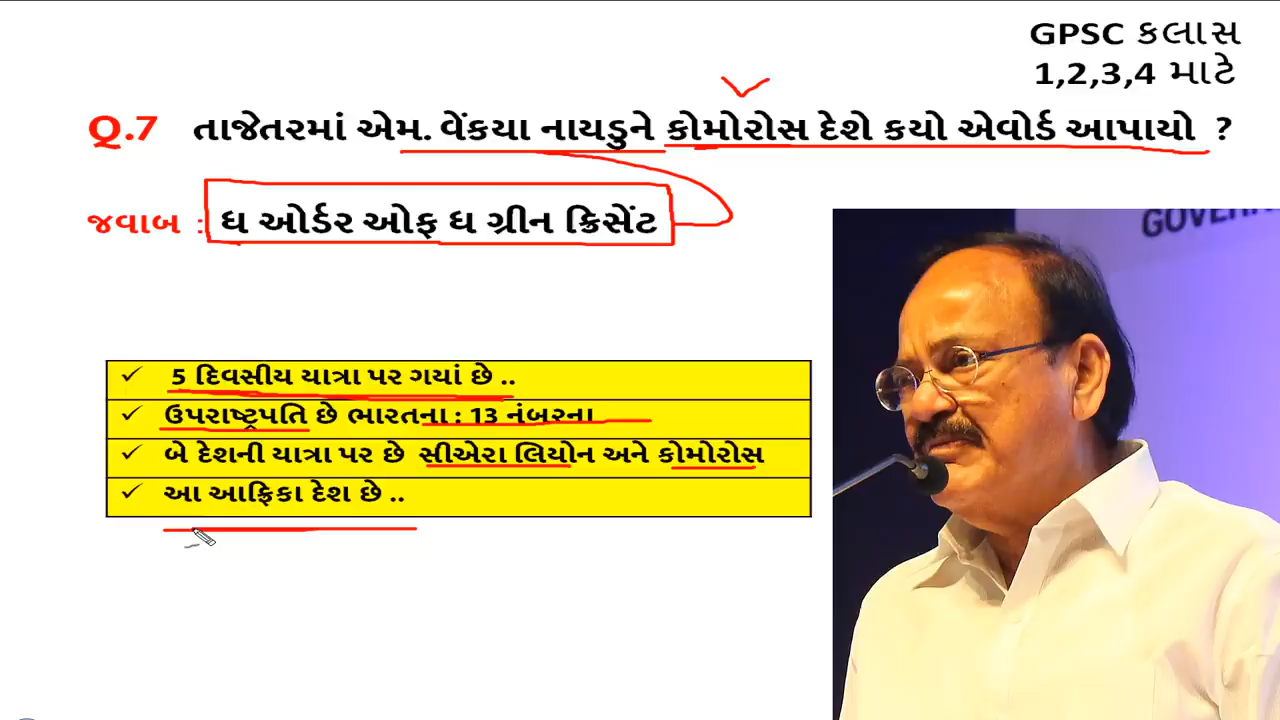 GPSC કલાસ
1,2,3,4 માટે
Q.7 તાજેતરમાં એમ. વેંકયા નાયડુને કોમોરોસ દેશે કયો એવોર્ડ આપાયો ?
જવાબ : ધ ઓર્ડર ઓફ ધ ગ્રીન ક્રિસેંટ
✓ 5 દિવસીય યાત્રા પર ગયાં છે ..
✓ ઉપરાષ્ટ્રપતિ છે ભારતના : 13 નંબરના
✓ બે દેશની યાત્રા પર છે સીએરા લિયોન અને કોમોરોસ
✓ આ આફ્રિકા દેશ છે ..